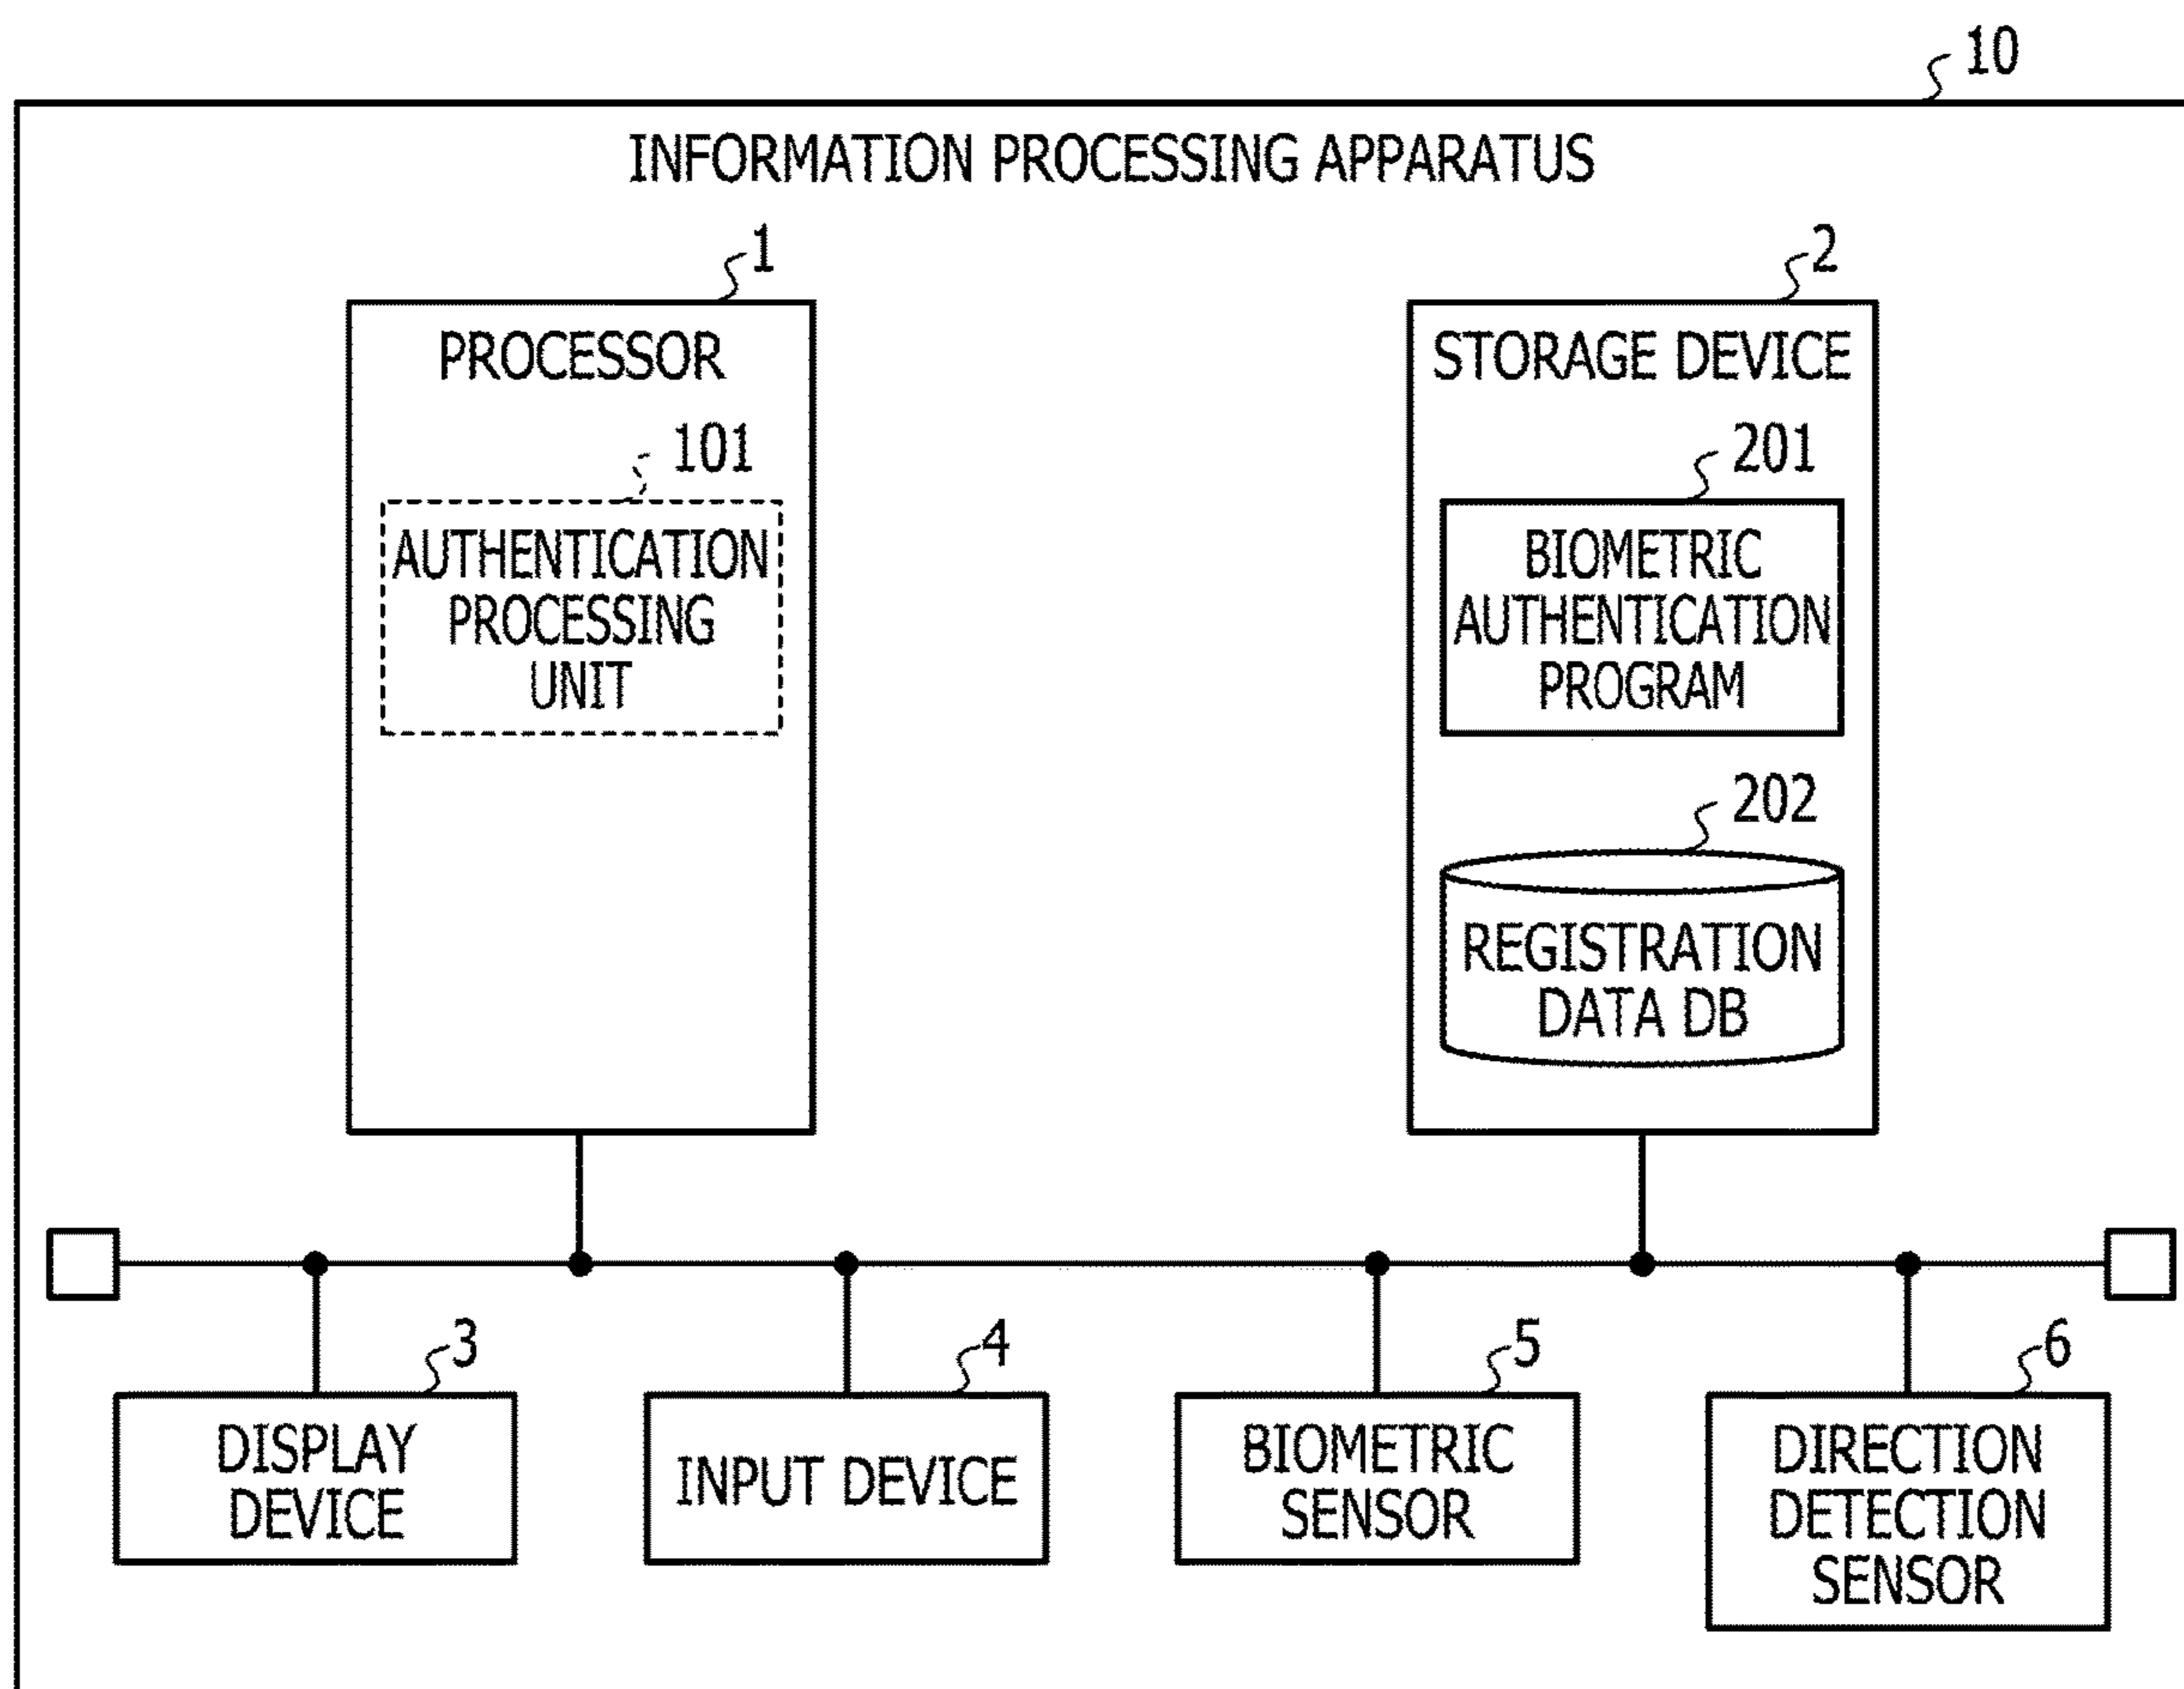 10
INFORMATION PROCESSING APPARATUS
1
PROCESSOR
101
AUTHENTICATION
PROCESSING
UNIT
2
STORAGE DEVICE
201
BIOMETRIC
AUTHENTICATION
PROGRAM
202
REGISTRATION
DATA DB
3
DISPLAY
DEVICE
4
INPUT DEVICE
5
BIOMETRIC
SENSOR
6
DIRECTION
DETECTION
SENSOR